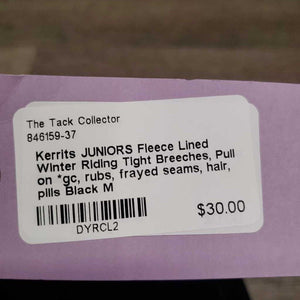 The Tack Collector
846159-37
Kerrits JUNIORS Fleece Lined
Winter Riding Tight Breeches, Pull
on *gc, rubs, frayed seams, hair,
pills Black M
DYRCL2
$30.00